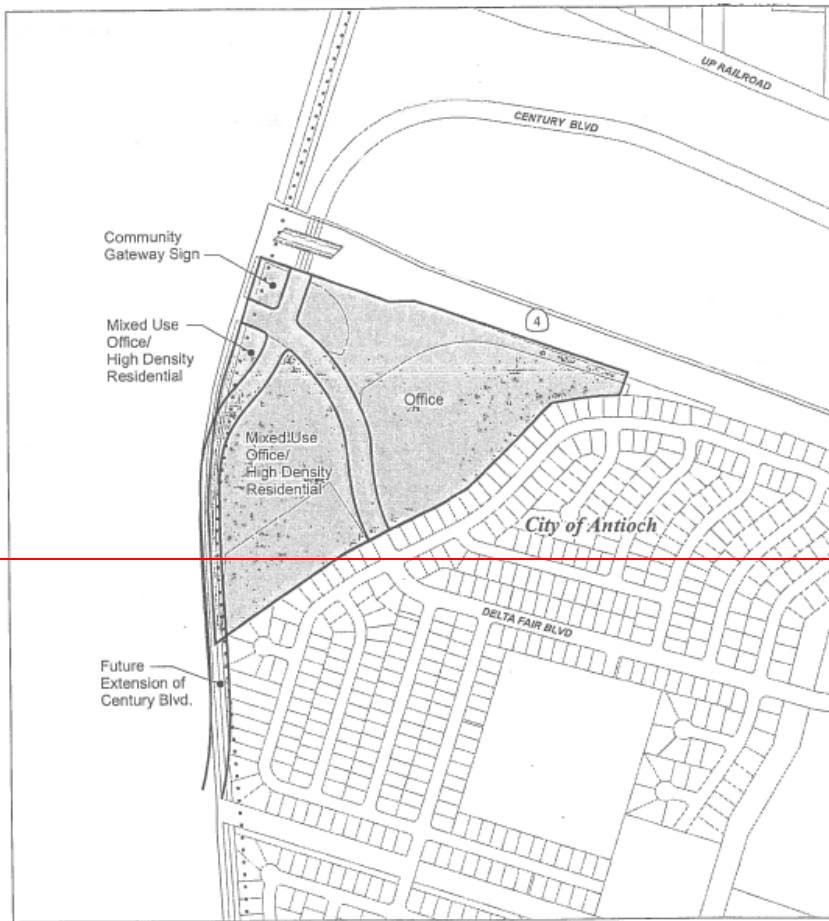 UP RAILROAD
CENTURY BLVD
Community
Gateway Sign
4
Mixed Use
Office/
High Density
Residential
Office
Mixed Use
Office/
High Density
Residential
City of Antioch
DELTA FAIR BLVD
Future
Extension of
Century Blvd.